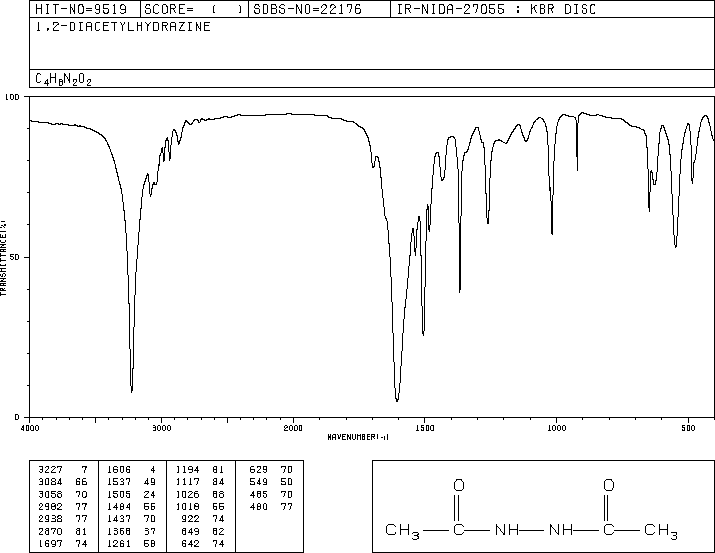 HIT-NO=9519 SCORE= ( ) SDBS-NO=22176 IR-NIDA-27055 : KBR DISC
1,2-DIACETYLHYDRAZINE
C4H8N2O2
100
50
0
TRANSMITTANCE(%)
4000 3000 2000 1500 1000 500
WAVENUMBER(-1)
3227 7 1606 4 1194 81 629 70
3084 66 1537 49 1117 84 549 50
3058 70 1505 24 1026 68 485 70
2982 77 1484 56 1018 55 480 77
2938 77 1437 70 922 74
2870 81 1368 37 649 62
1697 74 1261 58 642 74
O O
CH3 C NH NH C CH3